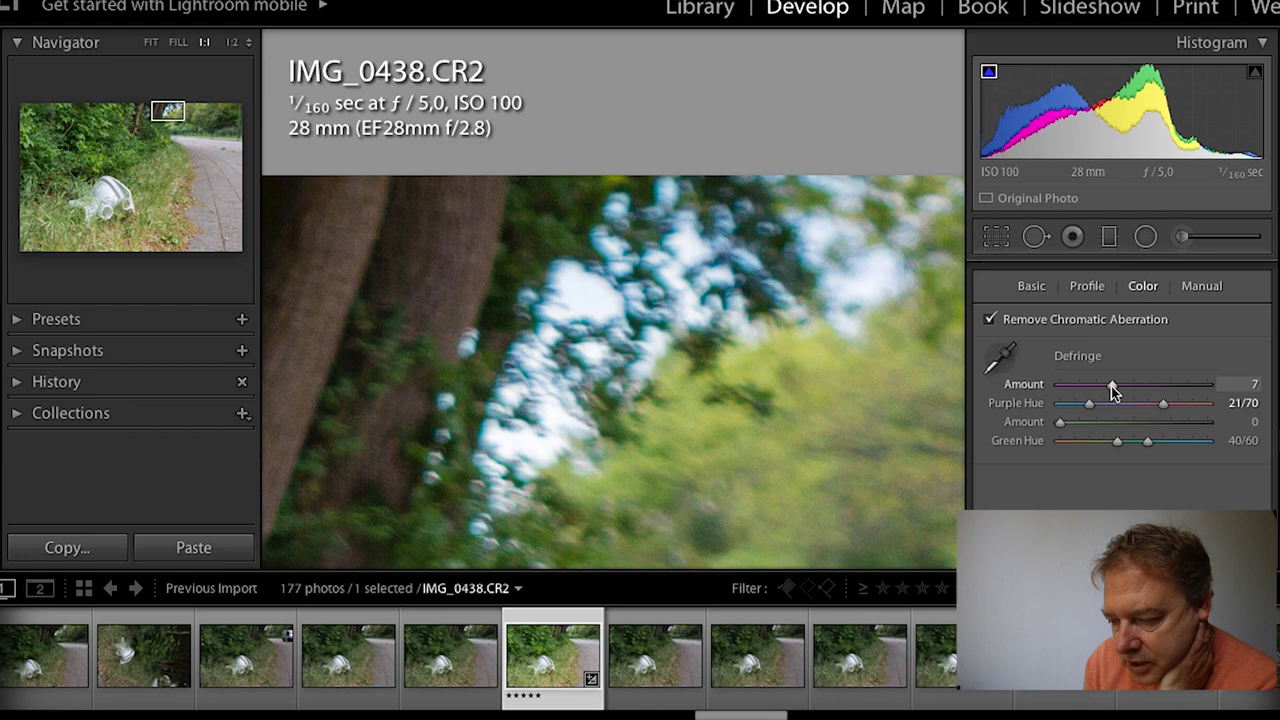 Get started with Lightroom mobile
Library | Develop | Map | Book | Slideshow | Print |
Navigator FIT FILL 1:1 1:2
Histogram
IMG_0438.CR2
1/160 sec at ƒ / 5,0, ISO 100
28 mm (EF28mm f/2.8)
ISO 100 28 mm ƒ / 5,0 1/160 sec
Original Photo
Basic | Profile | Color | Manual
Remove Chromatic Aberration
Defringe
Amount 7
Purple Hue 21/70
Amount 0
Green Hue 40/60
Presets
Snapshots
History
Collections
Copy... Paste
2 Previous Import 177 photos / 1 selected / IMG_0438.CR2 Filter :